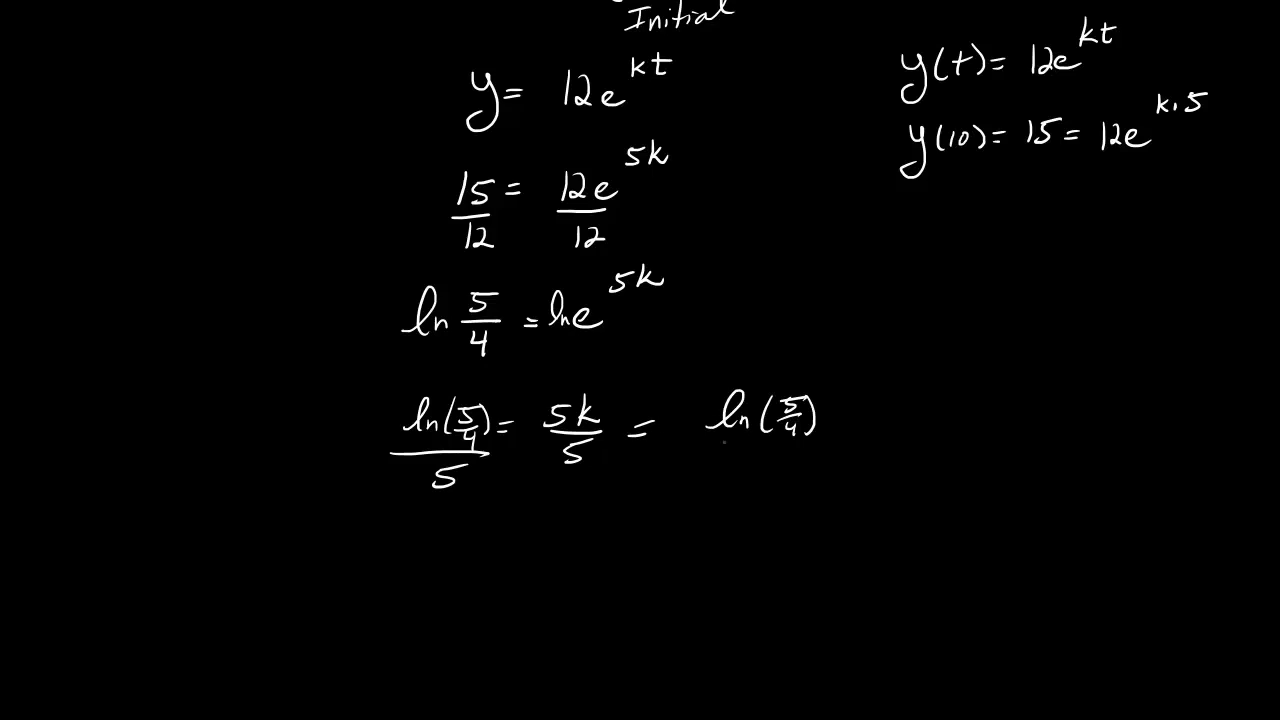 Initial
y = 12e^{kt}
15/12 = 12e^{5k}/12
ln 5/4 = ln e^{5k}
ln(5/4)/5 = 5k/5 = ln(5/4)
y(t) = 12e^{kt}
y(10) = 15 = 12e^{k.5}